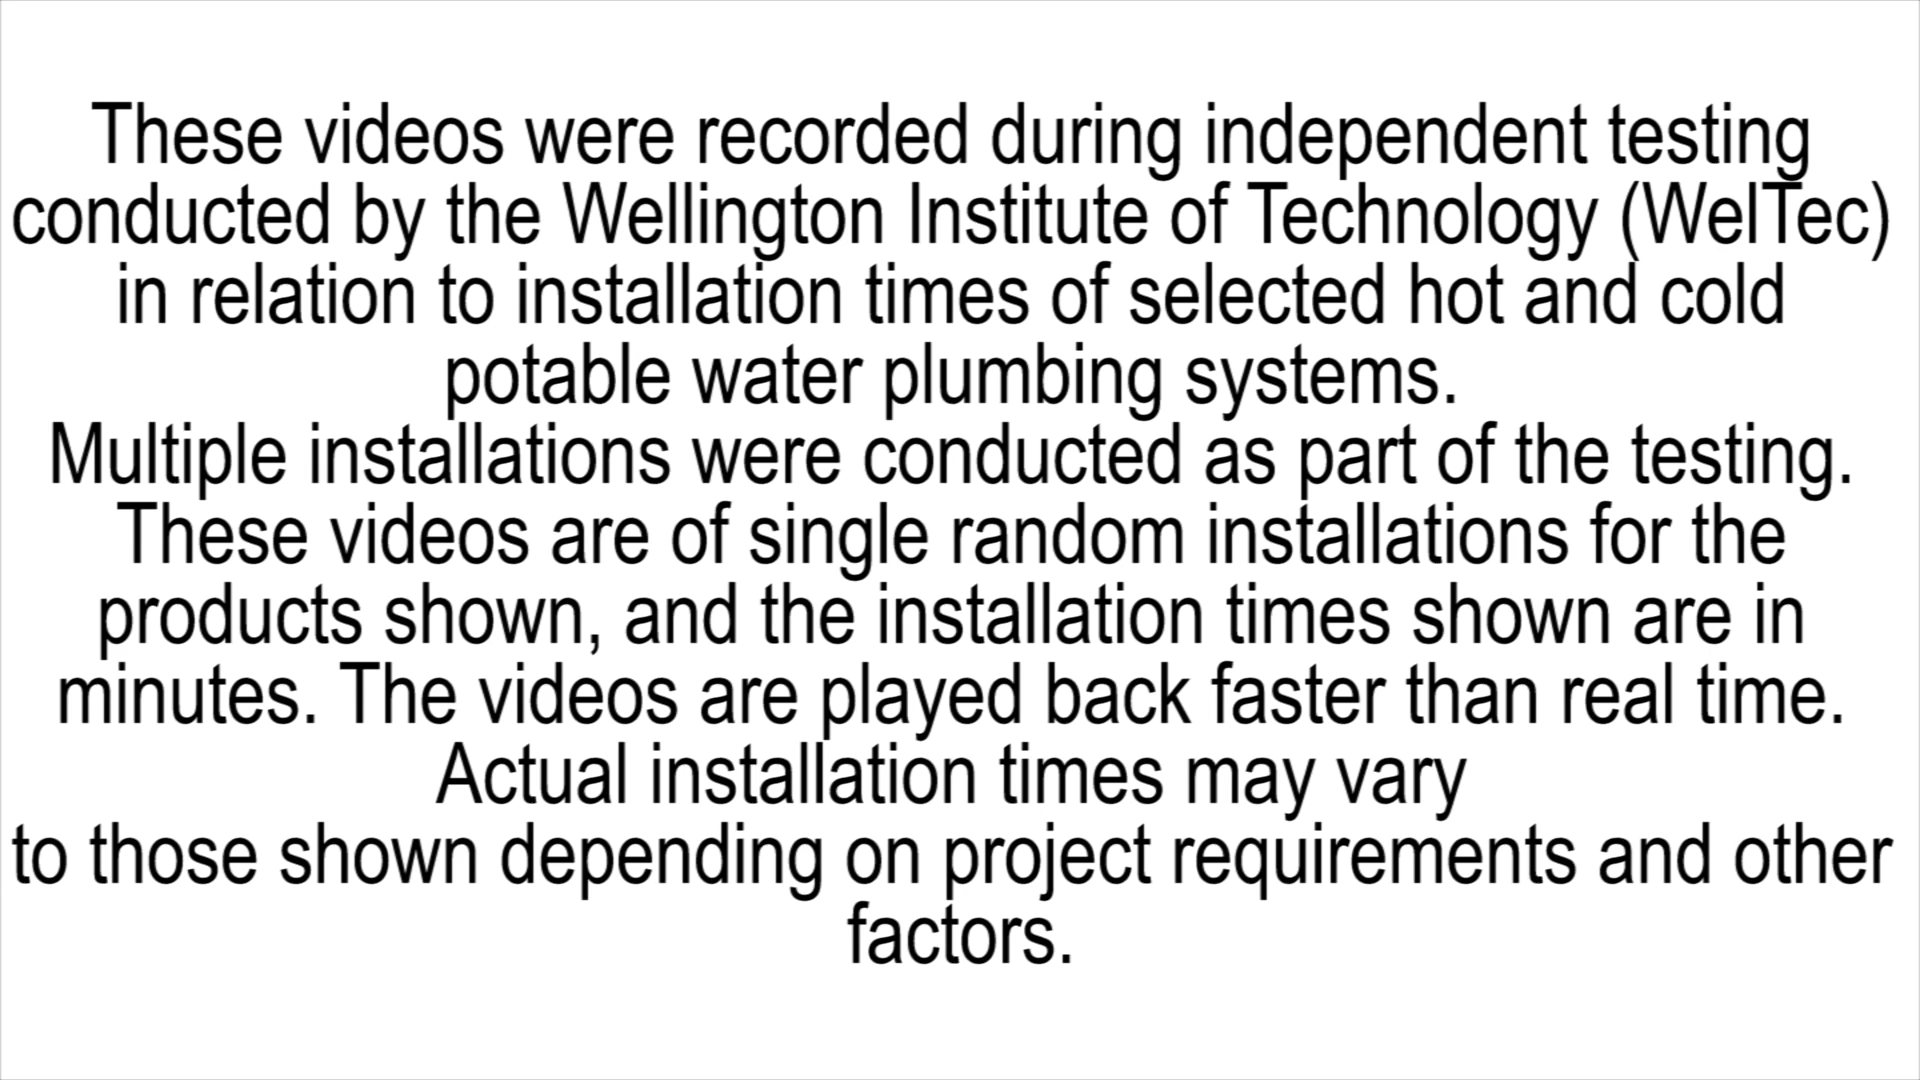 These videos were recorded during independent testing
conducted by the Wellington Institute of Technology (WelTec)
in relation to installation times of selected hot and cold
potable water plumbing systems.
Multiple installations were conducted as part of the testing.
These videos are of single random installations for the
products shown, and the installation times shown are in
minutes. The videos are played back faster than real time.
Actual installation times may vary
to those shown depending on project requirements and other
factors.